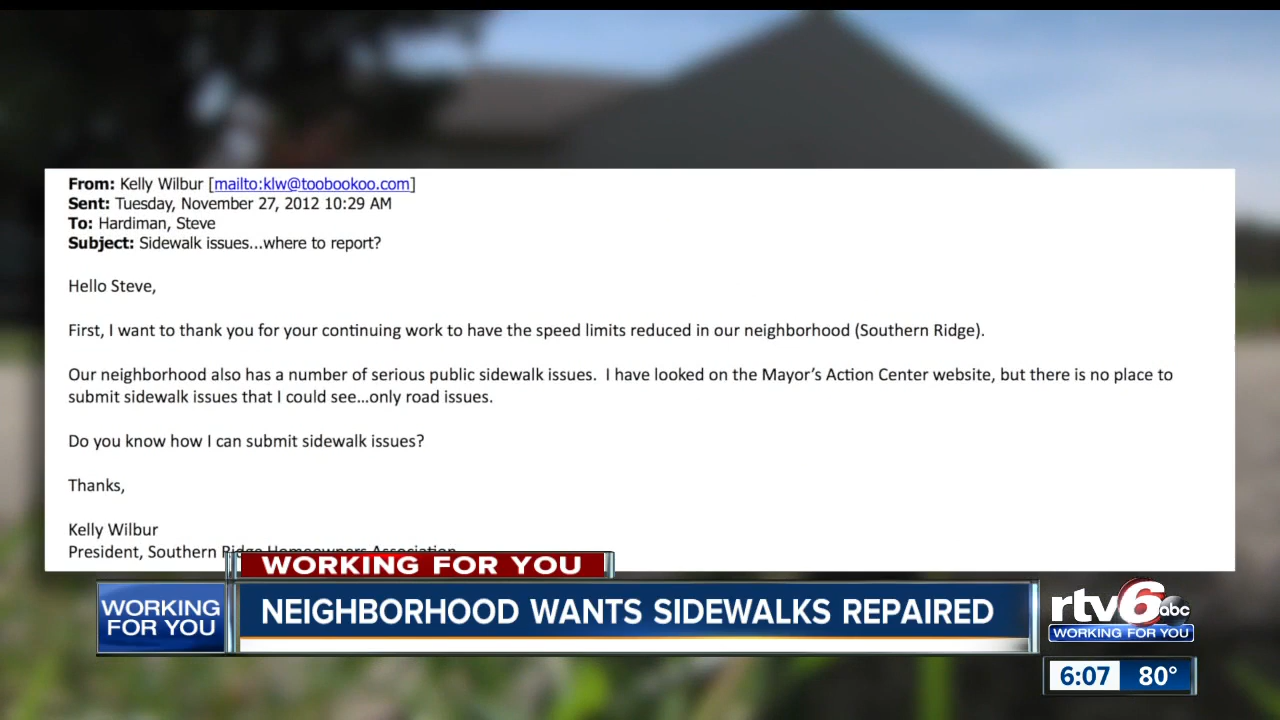 From: Kelly Wilbur [mailto:klw@toobookoo.com]
Sent: Tuesday, November 27, 2012 10:29 AM
To: Hardiman, Steve
Subject: Sidewalk issues...where to report?
Hello Steve,
First, I want to thank you for your continuing work to have the speed limits reduced in our neighborhood (Southern Ridge).
Our neighborhood also has a number of serious public sidewalk issues.  I have looked on the Mayor's Action Center website, but there is no place to
submit sidewalk issues that I could see...only road issues.
Do you know how I can submit sidewalk issues?
Thanks,
Kelly Wilbur
President, Southern Ridge Homeowners Association
WORKING FOR YOU
WORKING
FOR YOU
NEIGHBORHOOD WANTS SIDEWALKS REPAIRED
rtv6 abc
WORKING FOR YOU
6:07 80°